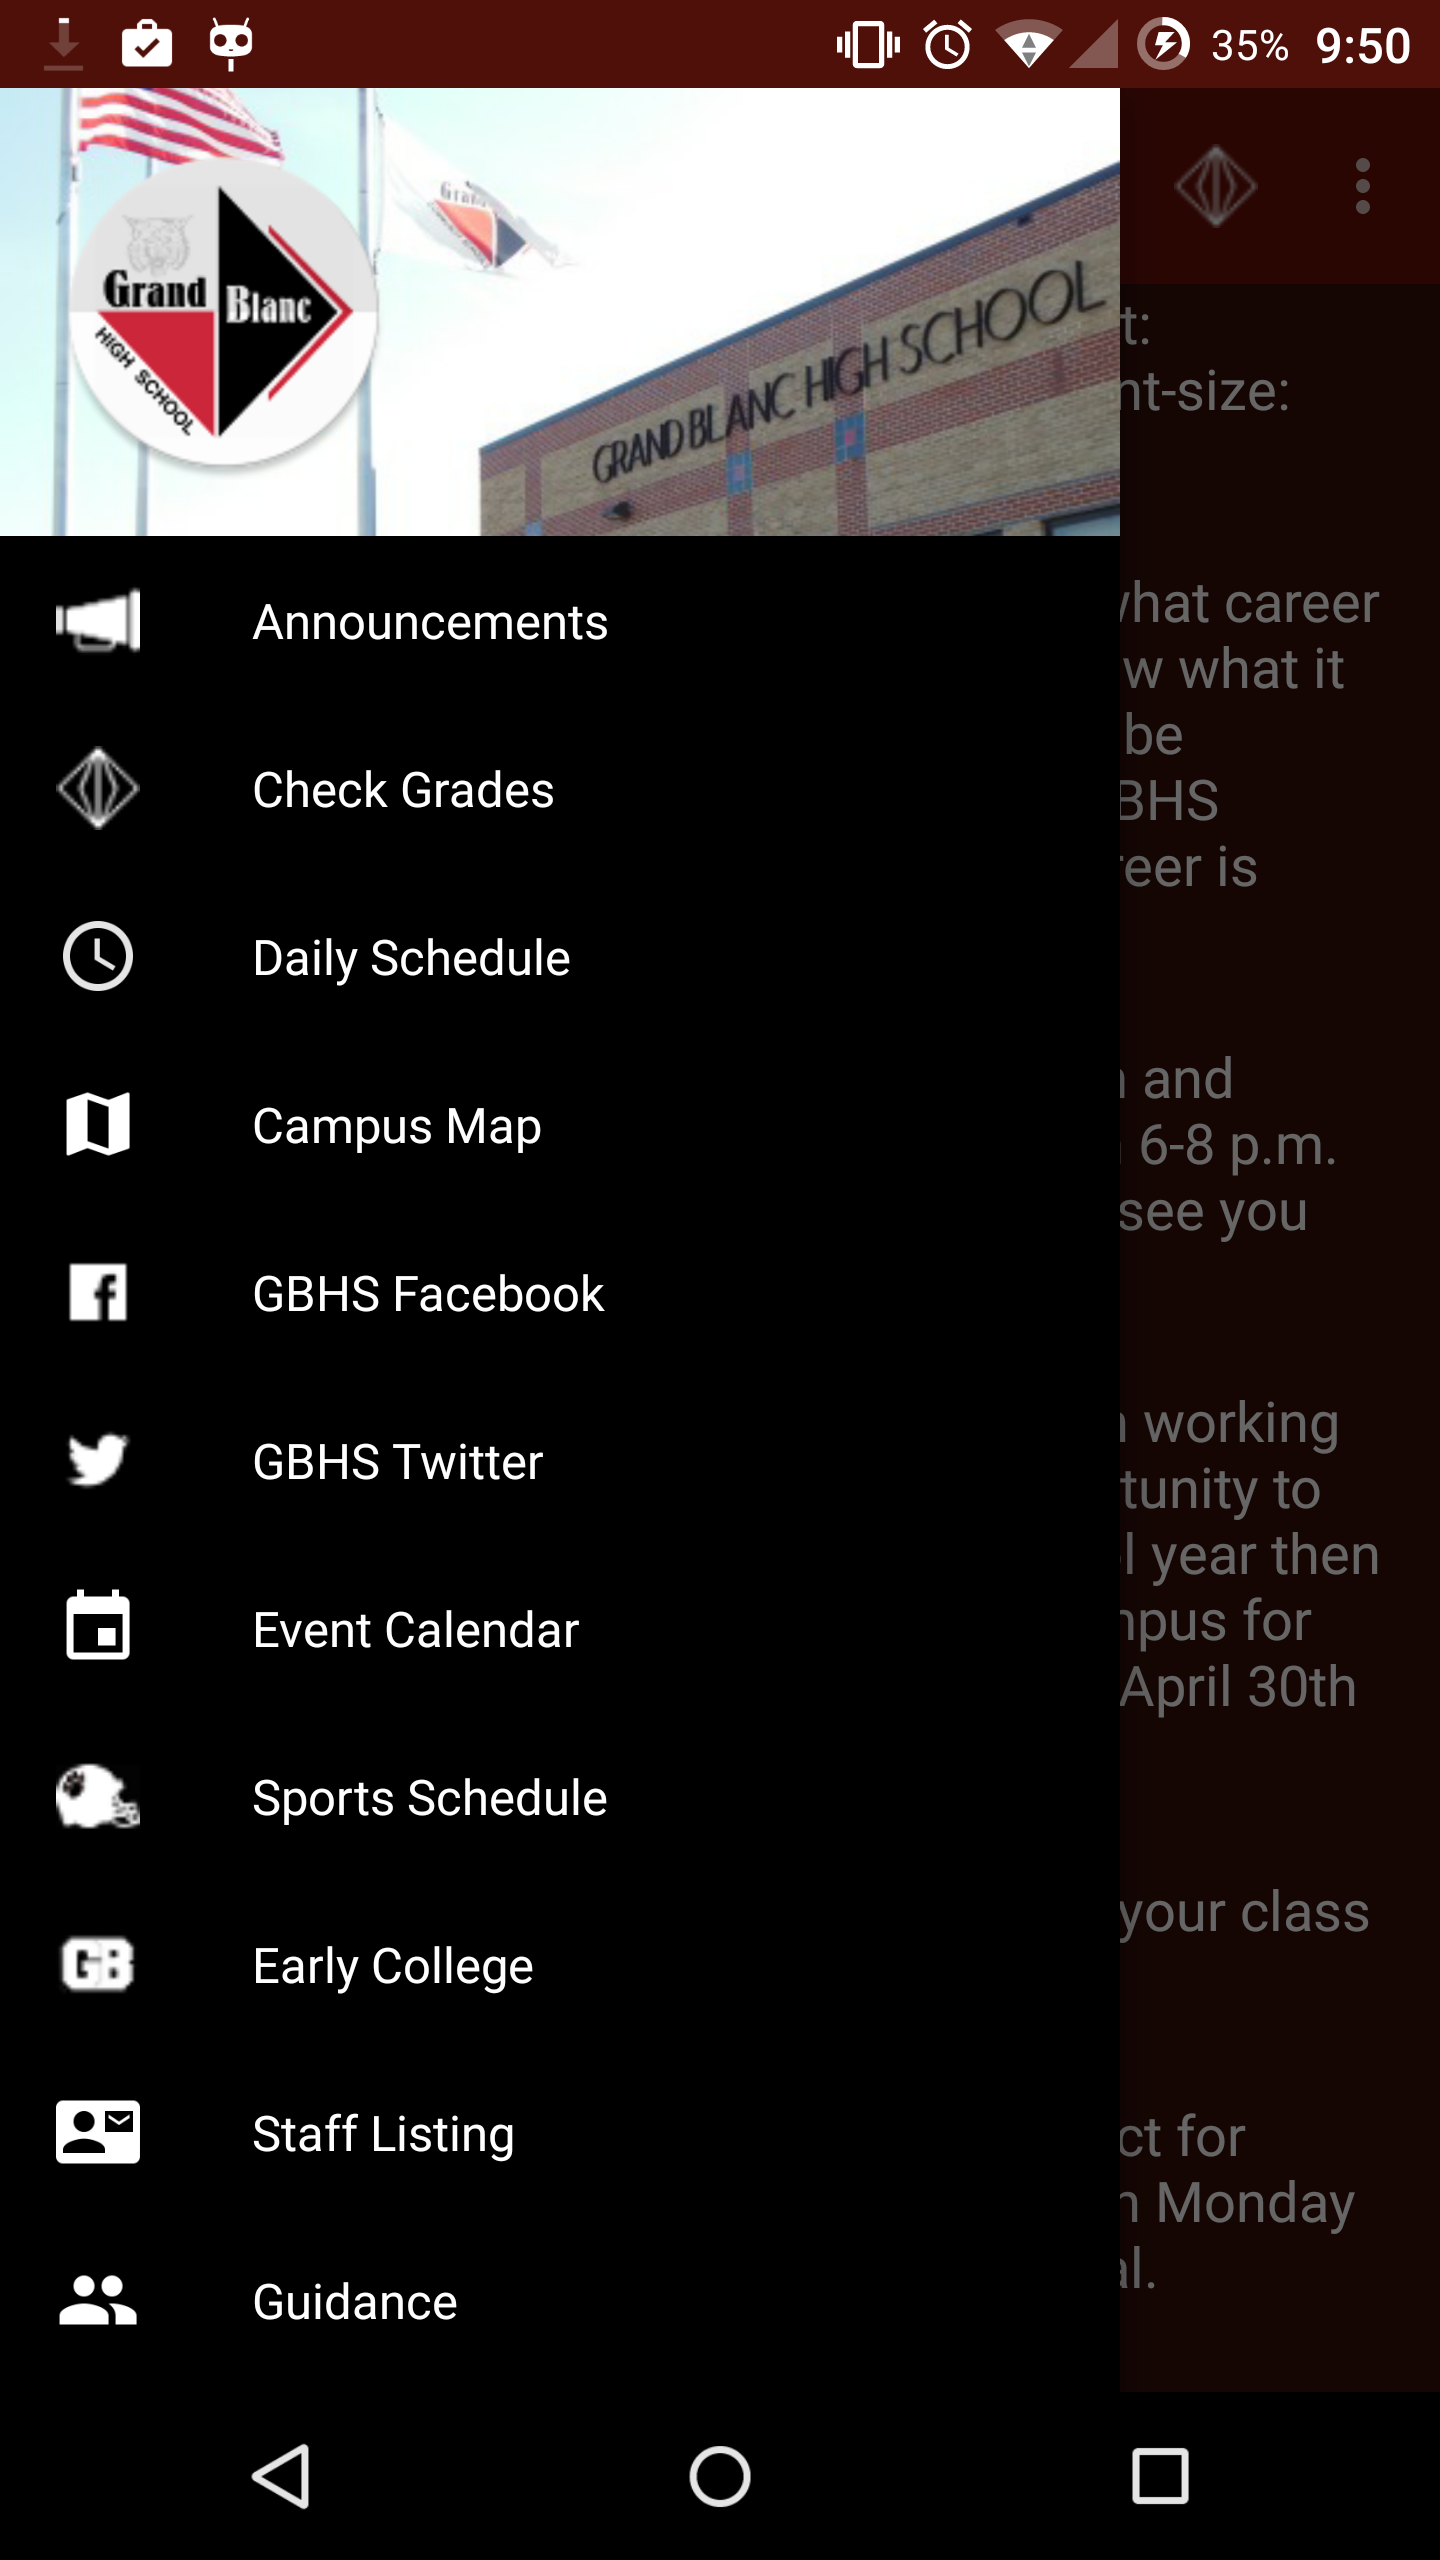 35% 9:50
Grand Blanc
HIGH SCHOOL
Grand
GRAND BLANC HIGH SCHOOL
t:
nt-size:
Announcements
what career
w what it
Check Grades
be
BHS
reer is
Daily Schedule
and
Campus Map
6-8 p.m.
see you
GBHS Facebook
working
GBHS Twitter
tunity to
l year then
Event Calendar
npus for
April 30th
Sports Schedule
your class
GB
Early College
Staff Listing
ct for
n Monday
al.
Guidance